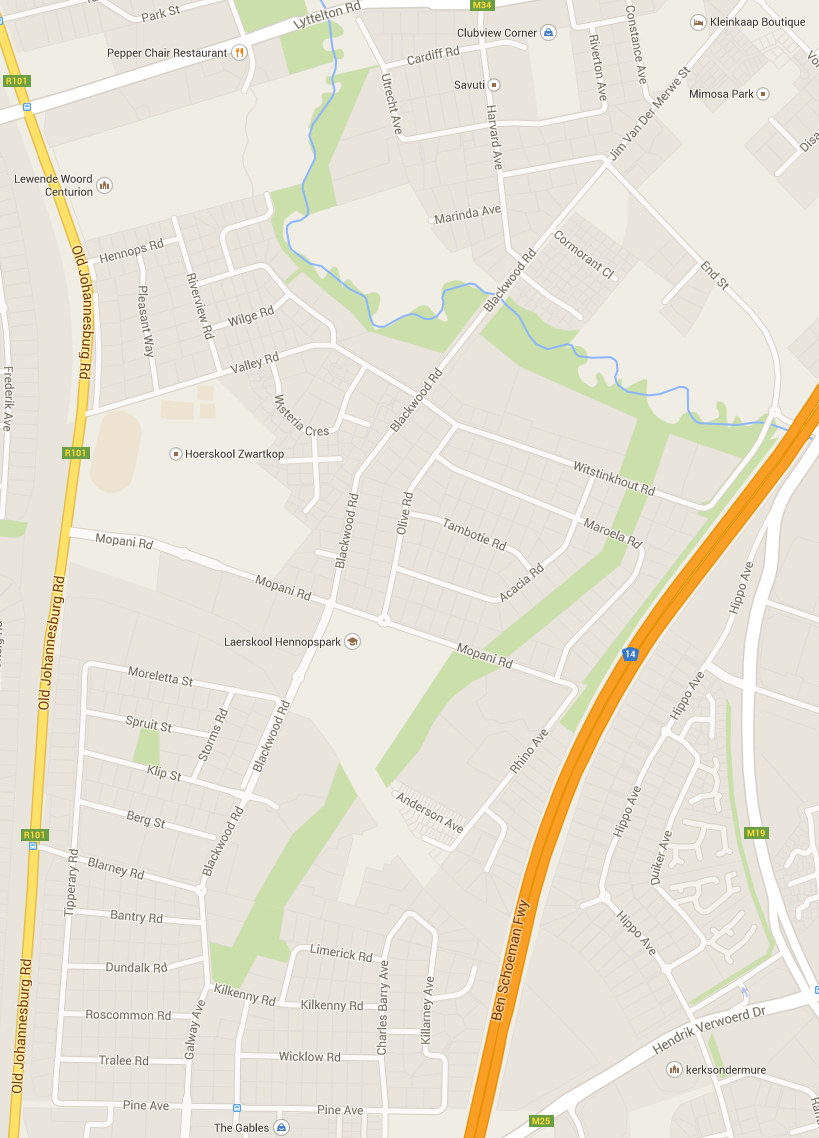 Park St
Lyttelton Rd
M34
Clubview Corner
Kleinkaap Boutique
Pepper Chair Restaurant
Cardiff Rd
Riverton Ave
Constance Ave
R101
Utrecht Ave
Savuti
Mimosa Park
Harvard Ave
Jim Van Der Merwe St
Lewende Woord
Centurion
Marinda Ave
Hennops Rd
Cormorant Cl
End St
Old Johannesburg Rd
Pleasant Way
Riverview Rd
Blackwood Rd
Wilge Rd
Valley Rd
Frederik Ave
Wisteria Cres
Blackwood Rd
R101
Hoerskool Zwartkop
Witstinkhout Rd
Blackwood Rd
Olive Rd
Tambotie Rd
Maroela Rd
Mopani Rd
Mopani Rd
Acacia Rd
Hippo Ave
Old Johannesburg Rd
Laerskool Hennopspark
Mopani Rd
14
Moreletta St
Hippo Ave
Spruit St
Storms Rd
Blackwood Rd
Rhino Ave
Klip St
Anderson Ave
Hippo Ave
Berg St
R101
M19
Blackwood Rd
Duiker Ave
Blarney Rd
Tipperary Rd
Bantry Rd
Hippo Ave
Ben Schoeman Fwy
Limerick Rd
Dundalk Rd
Old Johannesburg Rd
Kilkenny Rd
Kilkenny Rd
Charles Barry Ave
Killarney Ave
Roscommon Rd
Galway Ave
Hendrik Verwoerd Dr
Tralee Rd
Wicklow Rd
kerksondermure
Pine Ave
Pine Ave
The Gables
M25